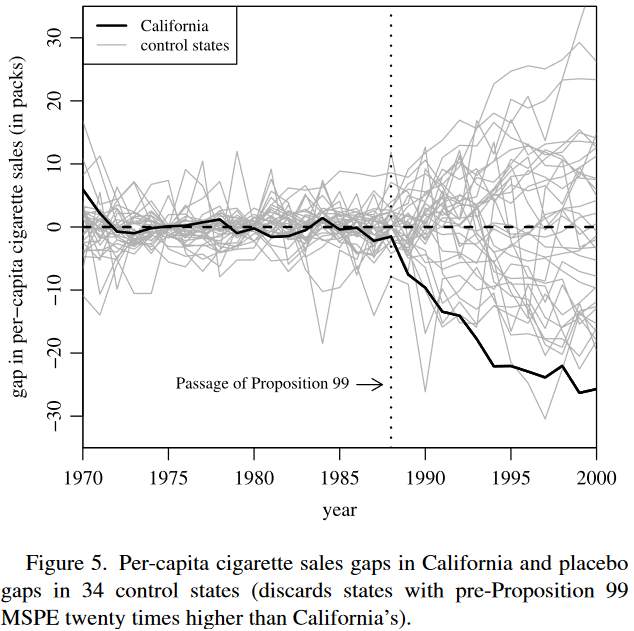 California
control states
gap in per−capita cigarette sales (in packs)
30
20
10
0
−10
−20
−30
Passage of Proposition 99
1970 1975 1980 1985 1990 1995 2000
year
Figure 5. Per-capita cigarette sales gaps in California and placebo
gaps in 34 control states (discards states with pre-Proposition 99
MSPE twenty times higher than California's).